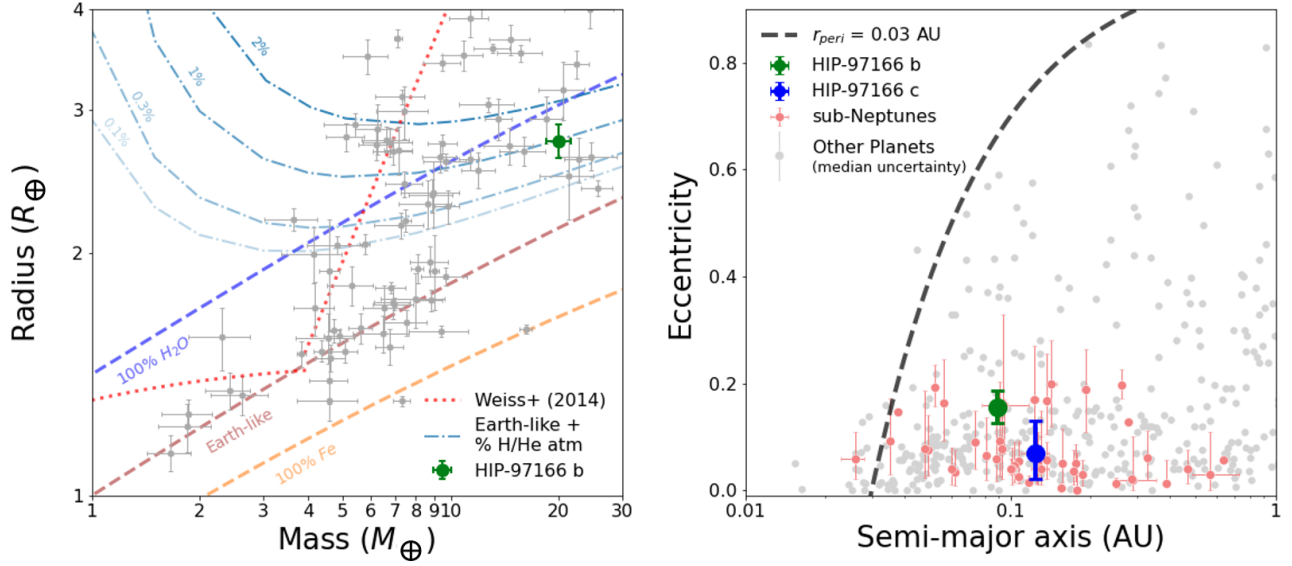 4
3
2
1
Radius (R⊕)
2%
1%
0.3%
0.1%
100% H₂O
Earth-like
100% Fe
Weiss+ (2014)
Earth-like +
% H/He atm
HIP-97166 b
1 2 3 4 5 6 7 8 9 10 20 30
Mass (M⊕)
0.8
0.6
0.4
0.2
0.0
Eccentricity
r_peri = 0.03 AU
HIP-97166 b
HIP-97166 c
sub-Neptunes
Other Planets
(median uncertainty)
0.01 0.1 1
Semi-major axis (AU)